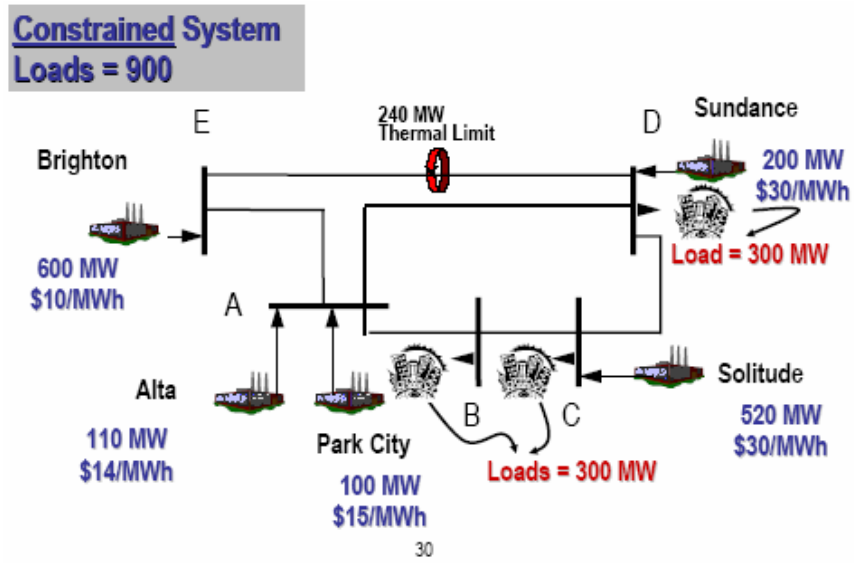 Constrained System
Loads = 900
240 MW
Thermal Limit
E
D
Sundance
Brighton
200 MW
$30/MWh
Load = 300 MW
600 MW
$10/MWh
A
Alta
Park City
B
C
Solitude
110 MW
$14/MWh
100 MW
$15/MWh
Loads = 300 MW
520 MW
$30/MWh
30